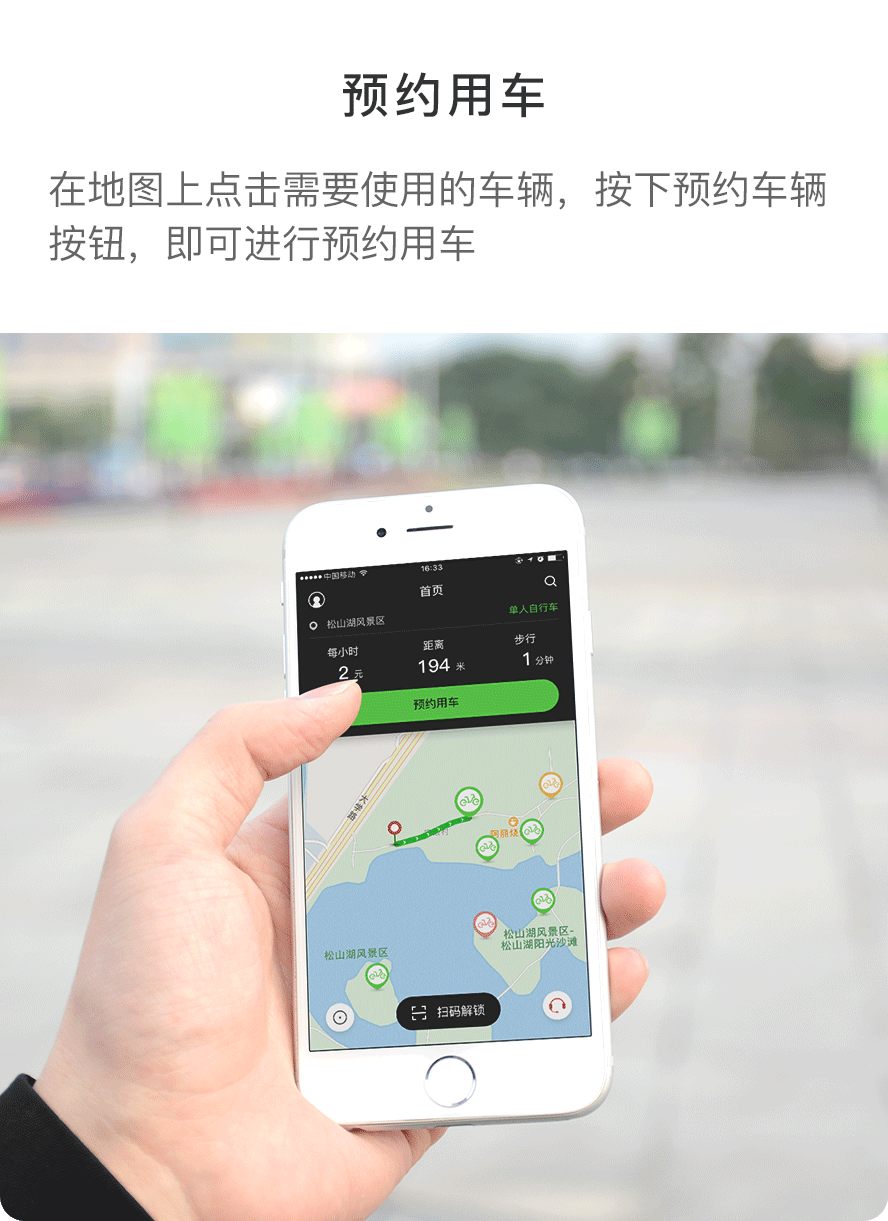 预约用车
在地图上点击需要使用的车辆，按下预约车辆
按钮，即可进行预约用车
中国移动
16:33
首页
松山湖风景区
单人自行车
每小时
距离
步行
2 元
194 米
1 分钟
预约用车
大学路
松山湖风景区-
松山湖阳光沙滩
松山湖风景区
扫码解锁